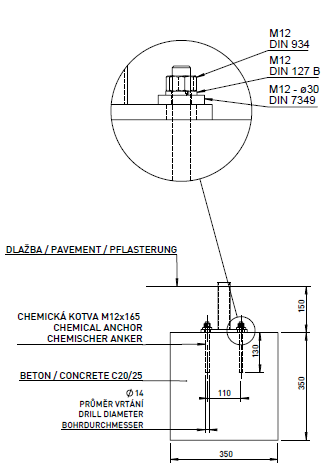 M12
DIN 934
M12
DIN 127 B
M12 - ø30
DIN 7349
DLAŽBA / PAVEMENT / PFLASTERUNG
CHEMICKÁ KOTVA M12x165
CHEMICAL ANCHOR
CHEMISCHER ANKER
BETON / CONCRETE C20/25
Ø14
PRŮMĚR VRTÁNÍ
DRILL DIAMETER
BOHRDURCHMESSER
110
130
150
350
350